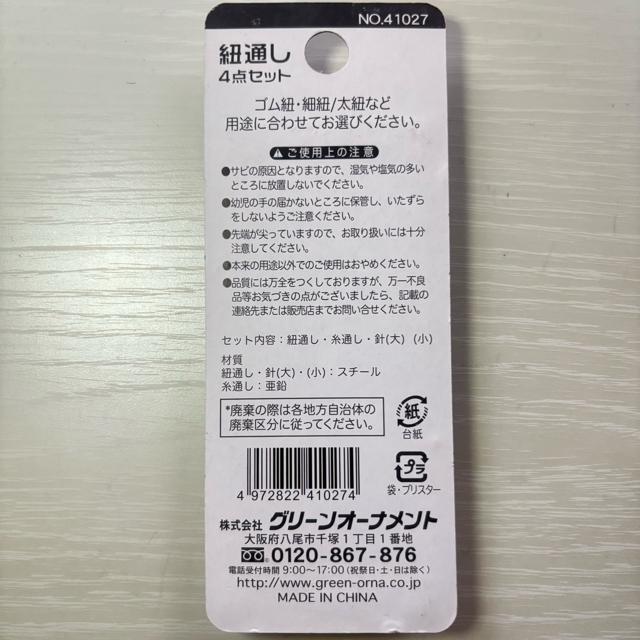 NO.41027
紐通し
4点セット
ゴム紐・細紐/太紐など
用途に合わせてお選びください。
ご使用上の注意
●サビの原因となりますので、湿気や塩気の多い
ところに放置しないでください。
●幼児の手の届かないところに保管し、いたずら
をしないようご注意ください。
●先端が尖っていますので、お取り扱いには十分
注意してください。
●本来の用途以外でのご使用はおやめください。
●品質には万全をつくしておりますが、万一不良
品等お気づきの点がございましたら、記載の
連絡先または販売店までお問い合せください。
セット内容：紐通し・糸通し・針(大) (小)
材質
紐通し・針(大)・(小)：スチール
糸通し：亜鉛
*廃棄の際は各地方自治体の
廃棄区分に従ってください。
紙
台紙
プラ
袋・ブリスター
4 972822 410274
株式会社 グリーンオーナメント
大阪府八尾市千塚1丁目1番地
0120-867-876
電話受付時間 9:00〜17:00 (祝祭日・土・日は除く)
http://www.green-orna.co.jp
MADE IN CHINA